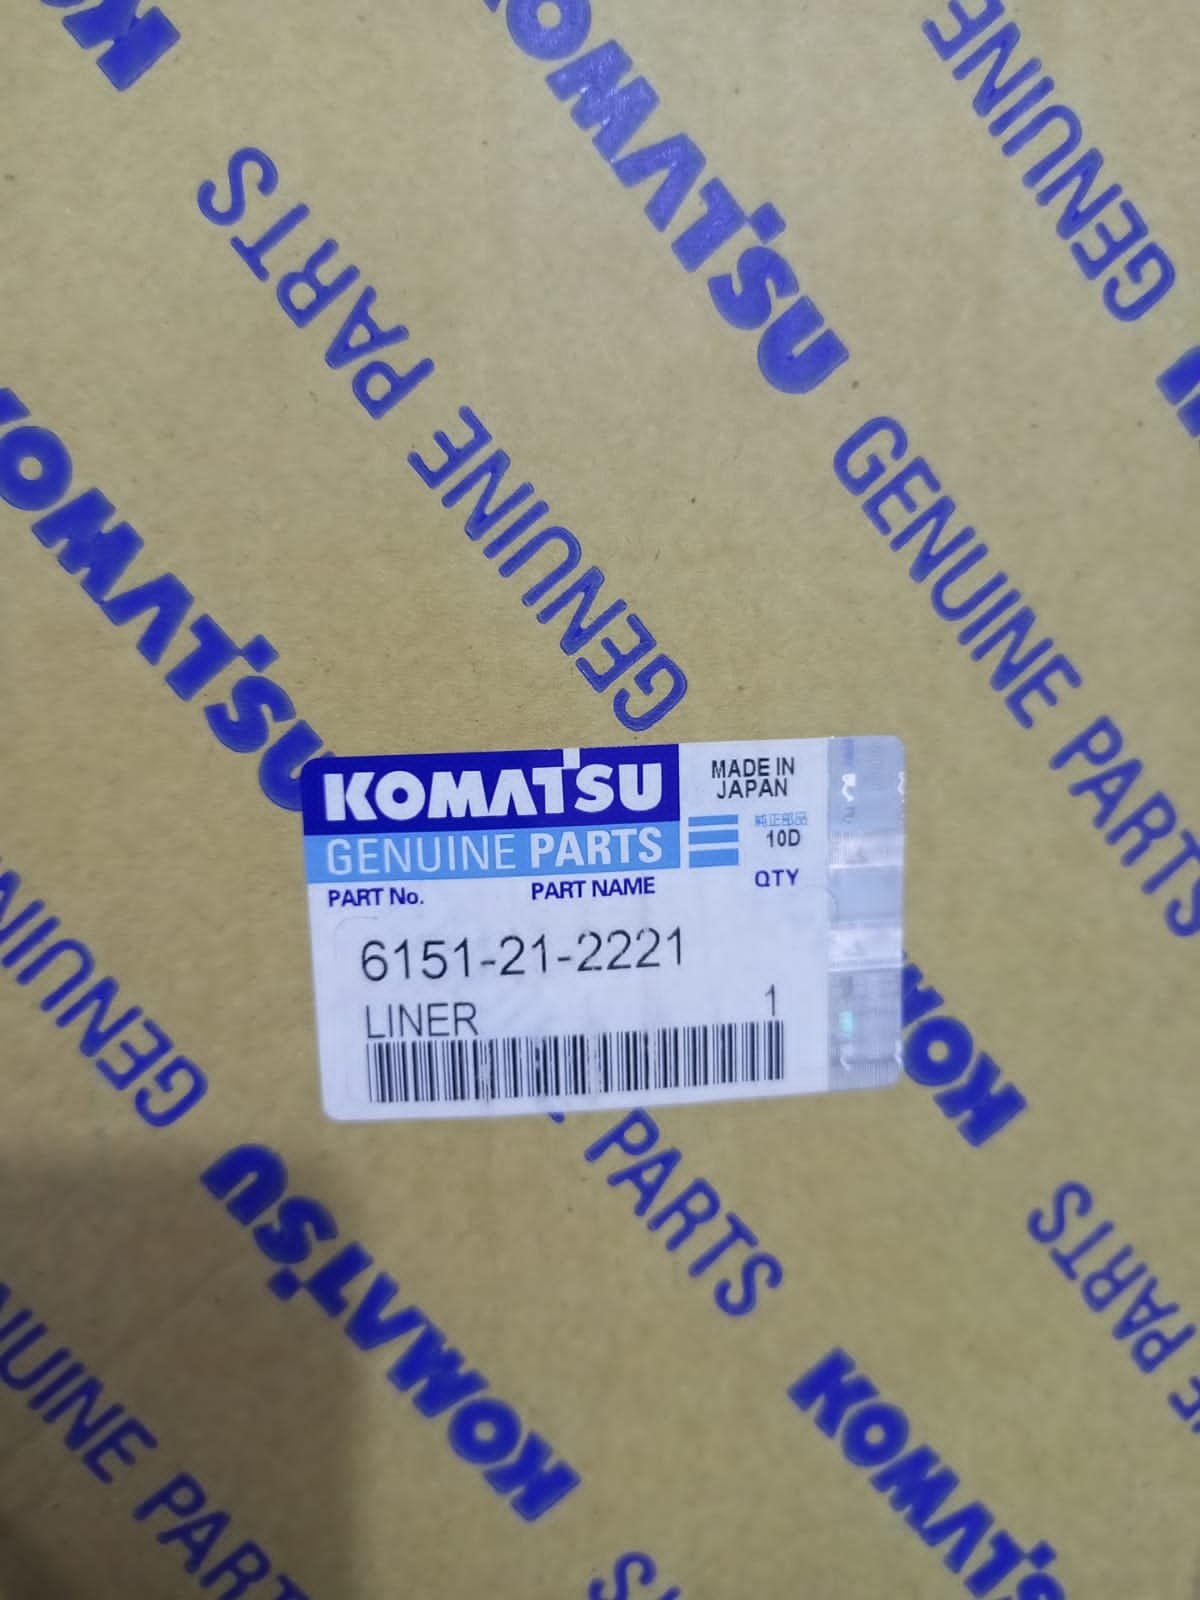 KOMATSU
GENUINE PARTS
KOMATSU
GENUINE PARTS
GENUINE
KOMATSU
GENUINE
KOMATSU
GENUINE PARTS
MADE IN
JAPAN
純正部品
10D
PART No.
PART NAME
QTY
6151-21-2221
LINER
1
PARTS
KOMATSU
GENUINE
PARTS
KOMATSU